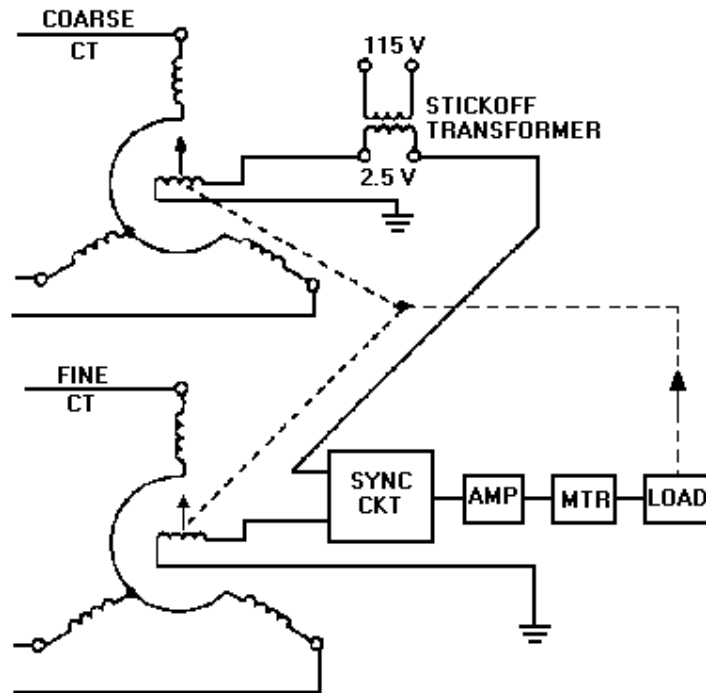 COARSE
CT
115 V
STICKOFF
TRANSFORMER
2.5 V
FINE
CT
SYNC
CKT
AMP
MTR
LOAD